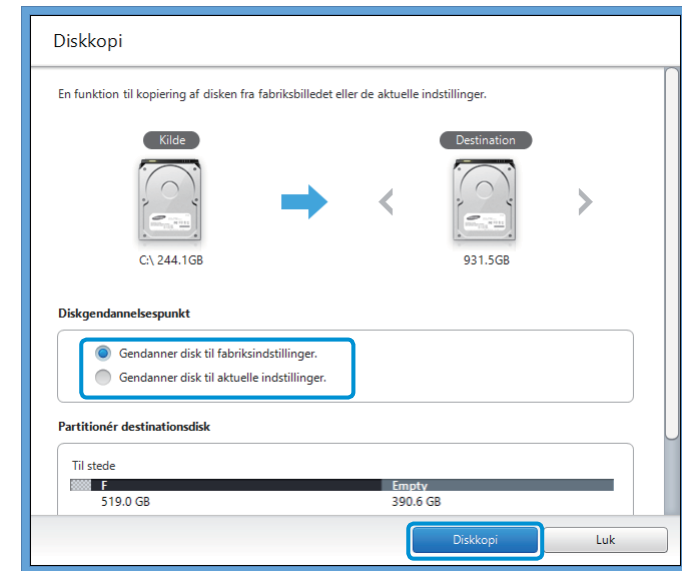 Diskkopi
En funktion til kopiering af disken fra fabriksbilledet eller de aktuelle indstillinger.
Kilde
Destination
C:\ 244.1GB
931.5GB
Diskgendannelsespunkt
Gendanner disk til fabriksindstillinger.
Gendanner disk til aktuelle indstillinger.
Partitionér destinationsdisk
Til stede
F Empty
519.0 GB 390.6 GB
Diskkopi Luk